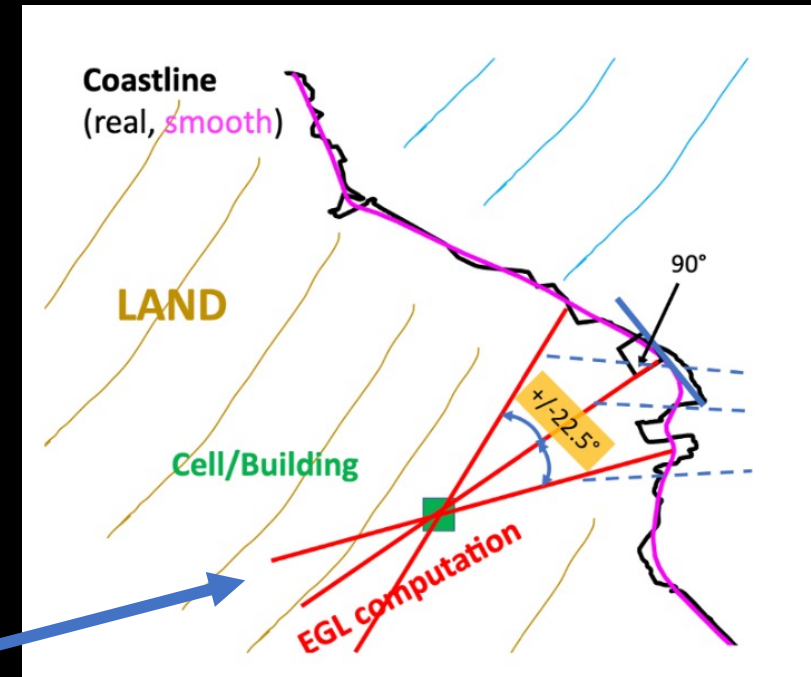 Coastline
(real, smooth)
90°
LAND
+/-22.5°
Cell/Building
EGL computation